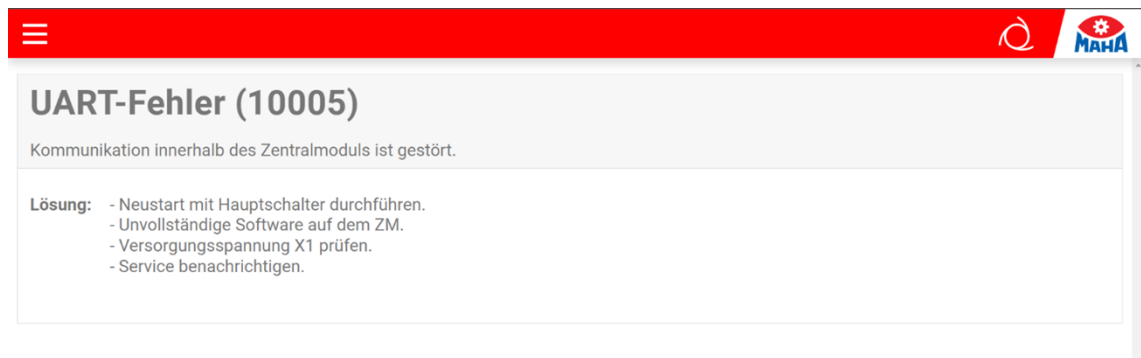 MAHA
UART-Fehler (10005)
Kommunikation innerhalb des Zentralmoduls ist gestört.
Lösung: - Neustart mit Hauptschalter durchführen.
- Unvollständige Software auf dem ZM.
- Versorgungsspannung X1 prüfen.
- Service benachrichtigen.